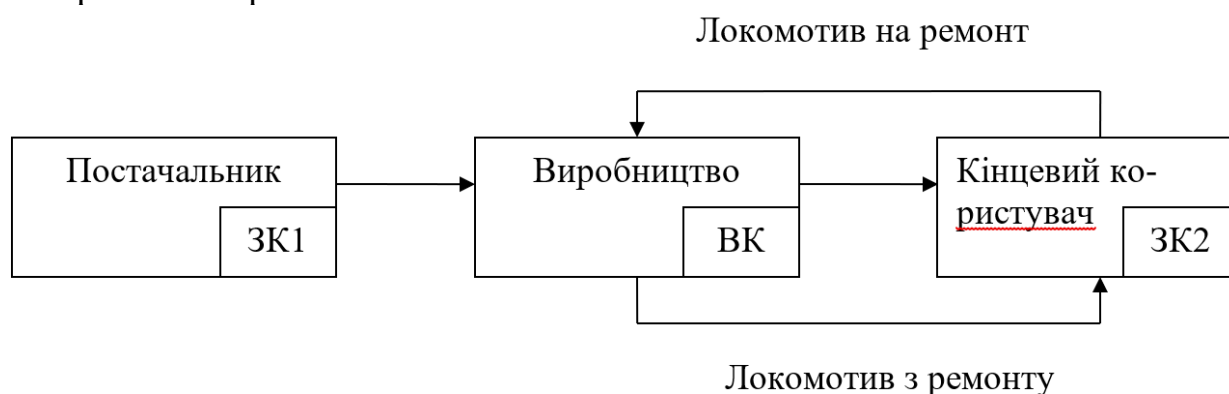 Локомотив на ремонт
Постачальник
ЗК1
Виробництво
ВК
Кінцевий ко-
ристувач
ЗК2
Локомотив з ремонту